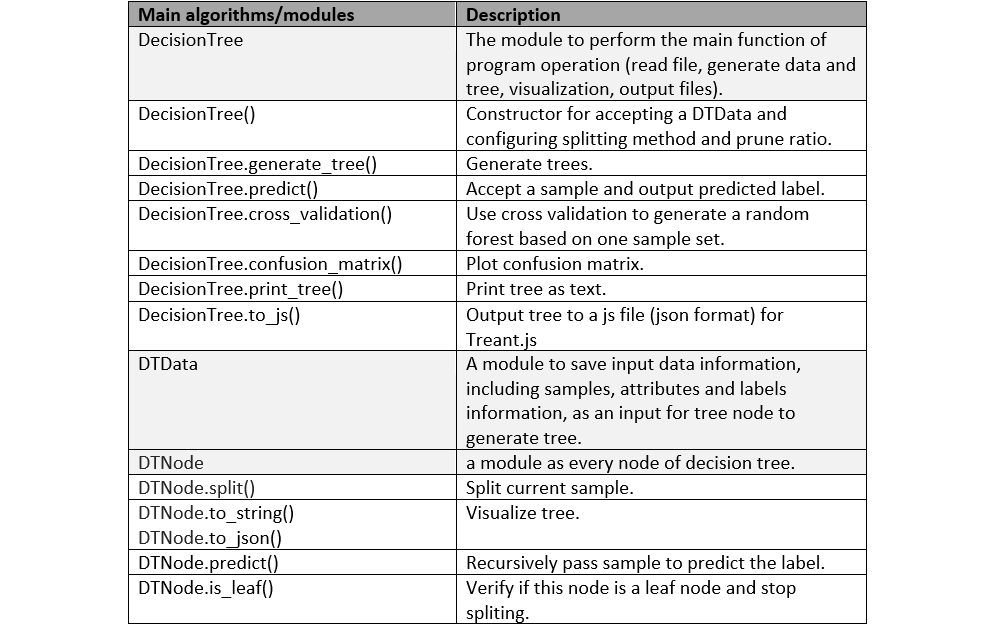 Main algorithms/modules
Description
DecisionTree
The module to perform the main function of
program operation (read file, generate data and
tree, visualization, output files).
DecisionTree()
Constructor for accepting a DTData and
configuring splitting method and prune ratio.
DecisionTree.generate_tree()
Generate trees.
DecisionTree.predict()
Accept a sample and output predicted label.
DecisionTree.cross_validation()
Use cross validation to generate a random
forest based on one sample set.
DecisionTree.confusion_matrix()
Plot confusion matrix.
DecisionTree.print_tree()
Print tree as text.
DecisionTree.to_js()
Output tree to a js file (json format) for
Treant.js
DTData
A module to save input data information,
including samples, attributes and labels
information, as an input for tree node to
generate tree.
DTNode
a module as every node of decision tree.
DTNode.split()
Split current sample.
DTNode.to_string()
DTNode.to_json()
Visualize tree.
DTNode.predict()
Recursively pass sample to predict the label.
DTNode.is_leaf()
Verify if this node is a leaf node and stop
spliting.